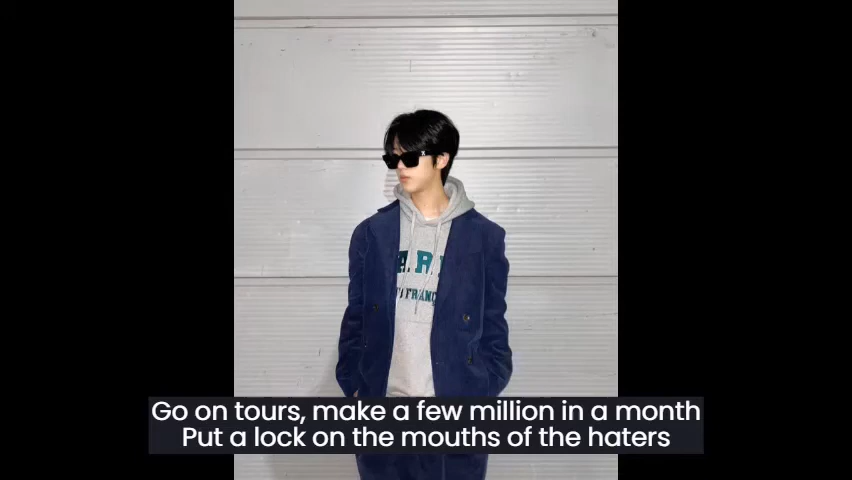 Go on tours, make a few million in a month
Put a lock on the mouths of the haters